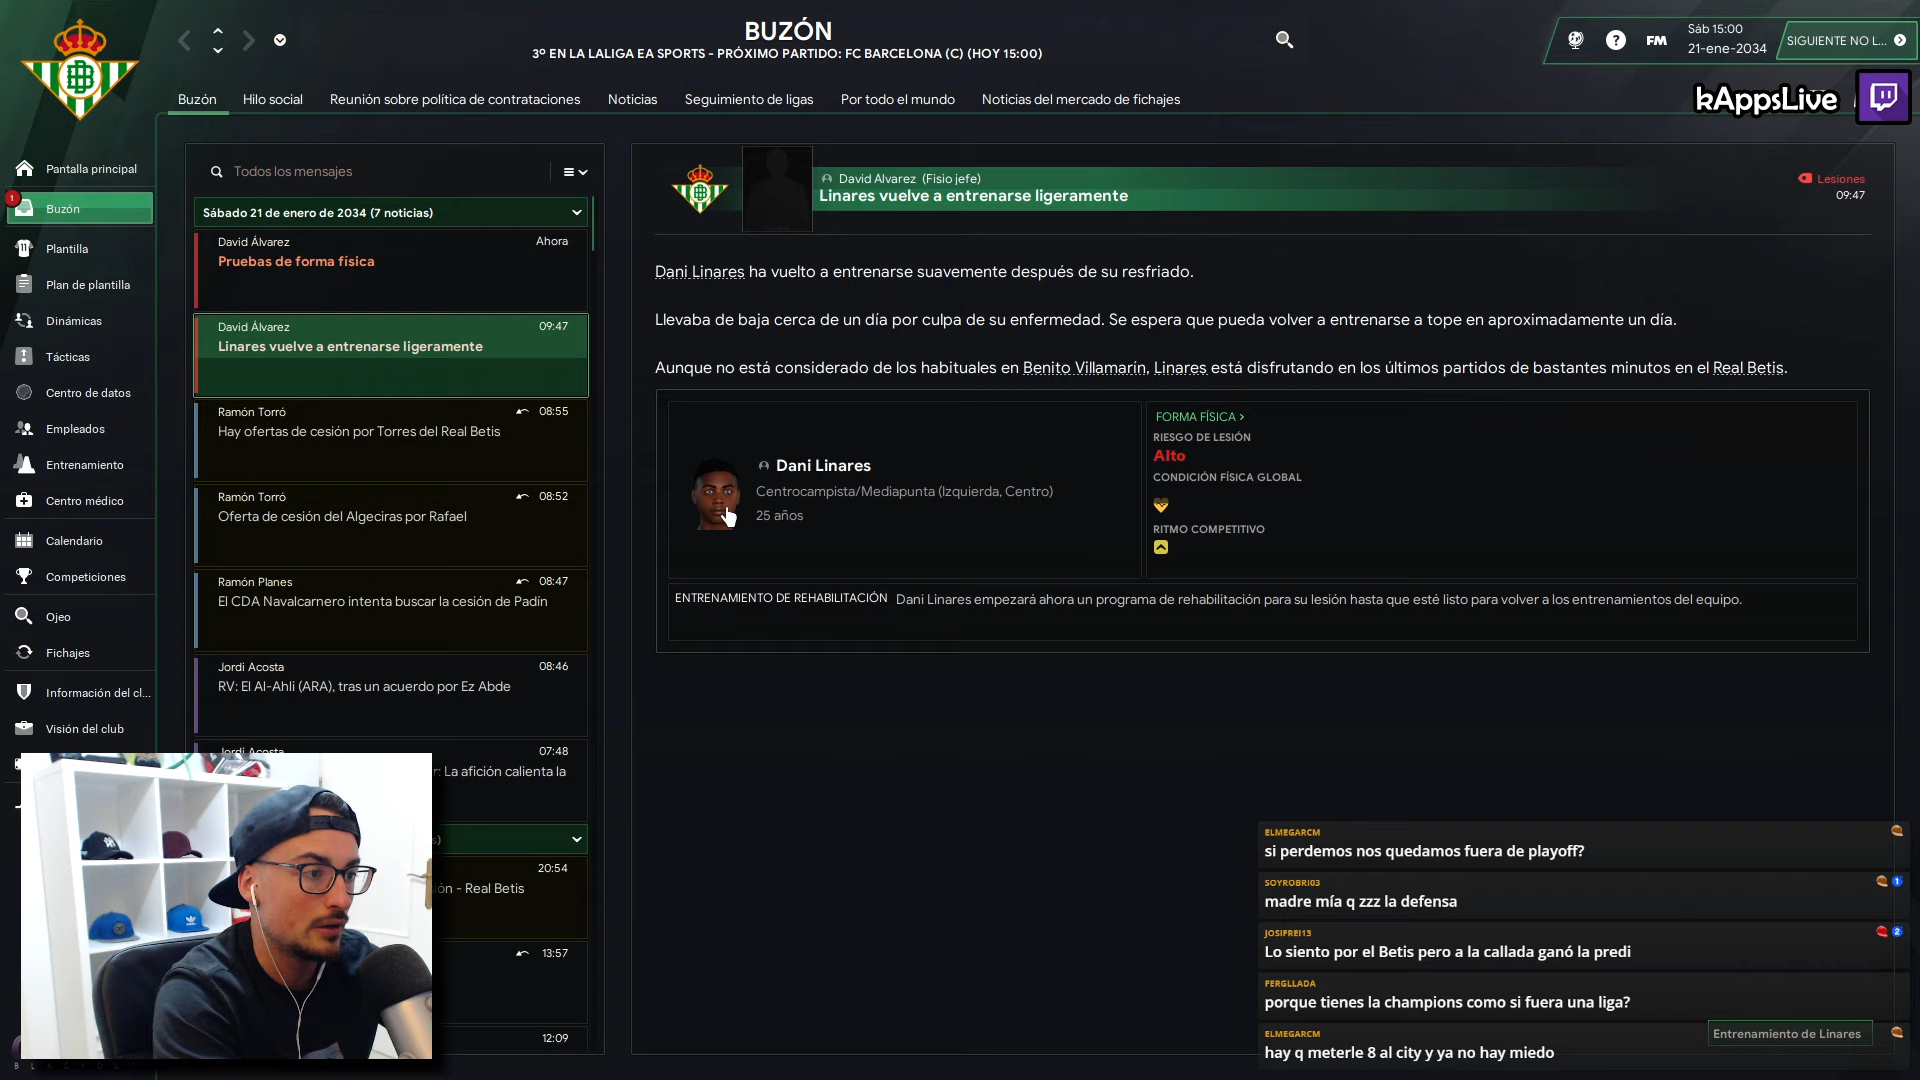 BUZÓN
3º EN LA LALIGA EA SPORTS - PRÓXIMO PARTIDO: FC BARCELONA (C) (HOY 15:00)
FM
Sáb 15:00
21-ene-2034
SIGUIENTE NO L...
kAppsLive
Buzón
Hilo social
Reunión sobre política de contrataciones
Noticias
Seguimiento de ligas
Por todo el mundo
Noticias del mercado de fichajes
Pantalla principal
1
Buzón
Plantilla
Plan de plantilla
Dinámicas
Tácticas
Centro de datos
Empleados
Entrenamiento
Centro médico
Calendario
Competiciones
Ojeo
Fichajes
Información del cl...
Visión del club
Todos los mensajes
Sábado 21 de enero de 2034 (7 noticias)
David Álvarez
Ahora
Pruebas de forma física
David Álvarez
09:47
Linares vuelve a entrenarse ligeramente
Ramón Torró
08:55
Hay ofertas de cesión por Torres del Real Betis
Ramón Torró
08:52
Oferta de cesión del Algeciras por Rafael
Ramón Planes
08:47
El CDA Navalcarnero intenta buscar la cesión de Padín
Jordi Acosta
08:46
RV: El Al-Ahli (ARA), tras un acuerdo por Ez Abde
Jordi Acosta
07:48
r: La afición calienta la
20:54
ión - Real Betis
13:57
12:09
David Álvarez (Fisio jefe)
Linares vuelve a entrenarse ligeramente
Lesiones
09:47
Dani Linares ha vuelto a entrenarse suavemente después de su resfriado.
Llevaba de baja cerca de un día por culpa de su enfermedad. Se espera que pueda volver a entrenarse a tope en aproximadamente un día.
Aunque no está considerado de los habituales en Benito Villamarín, Linares está disfrutando en los últimos partidos de bastantes minutos en el Real Betis.
Dani Linares
Centrocampista/Mediapunta (Izquierda, Centro)
25 años
FORMA FÍSICA >
RIESGO DE LESIÓN
Alto
CONDICIÓN FÍSICA GLOBAL
RITMO COMPETITIVO
ENTRENAMIENTO DE REHABILITACIÓN Dani Linares empezará ahora un programa de rehabilitación para su lesión hasta que esté listo para volver a los entrenamientos del equipo.
ELMEGARCM
si perdemos nos quedamos fuera de playoff?
SOYROBRI03
1
madre mía q zzz la defensa
JOSIFREI13
2
Lo siento por el Betis pero a la callada ganó la predi
FERGLLADA
porque tienes la champions como si fuera una liga?
ELMEGARCM
Entrenamiento de Linares
hay q meterle 8 al city y ya no hay miedo